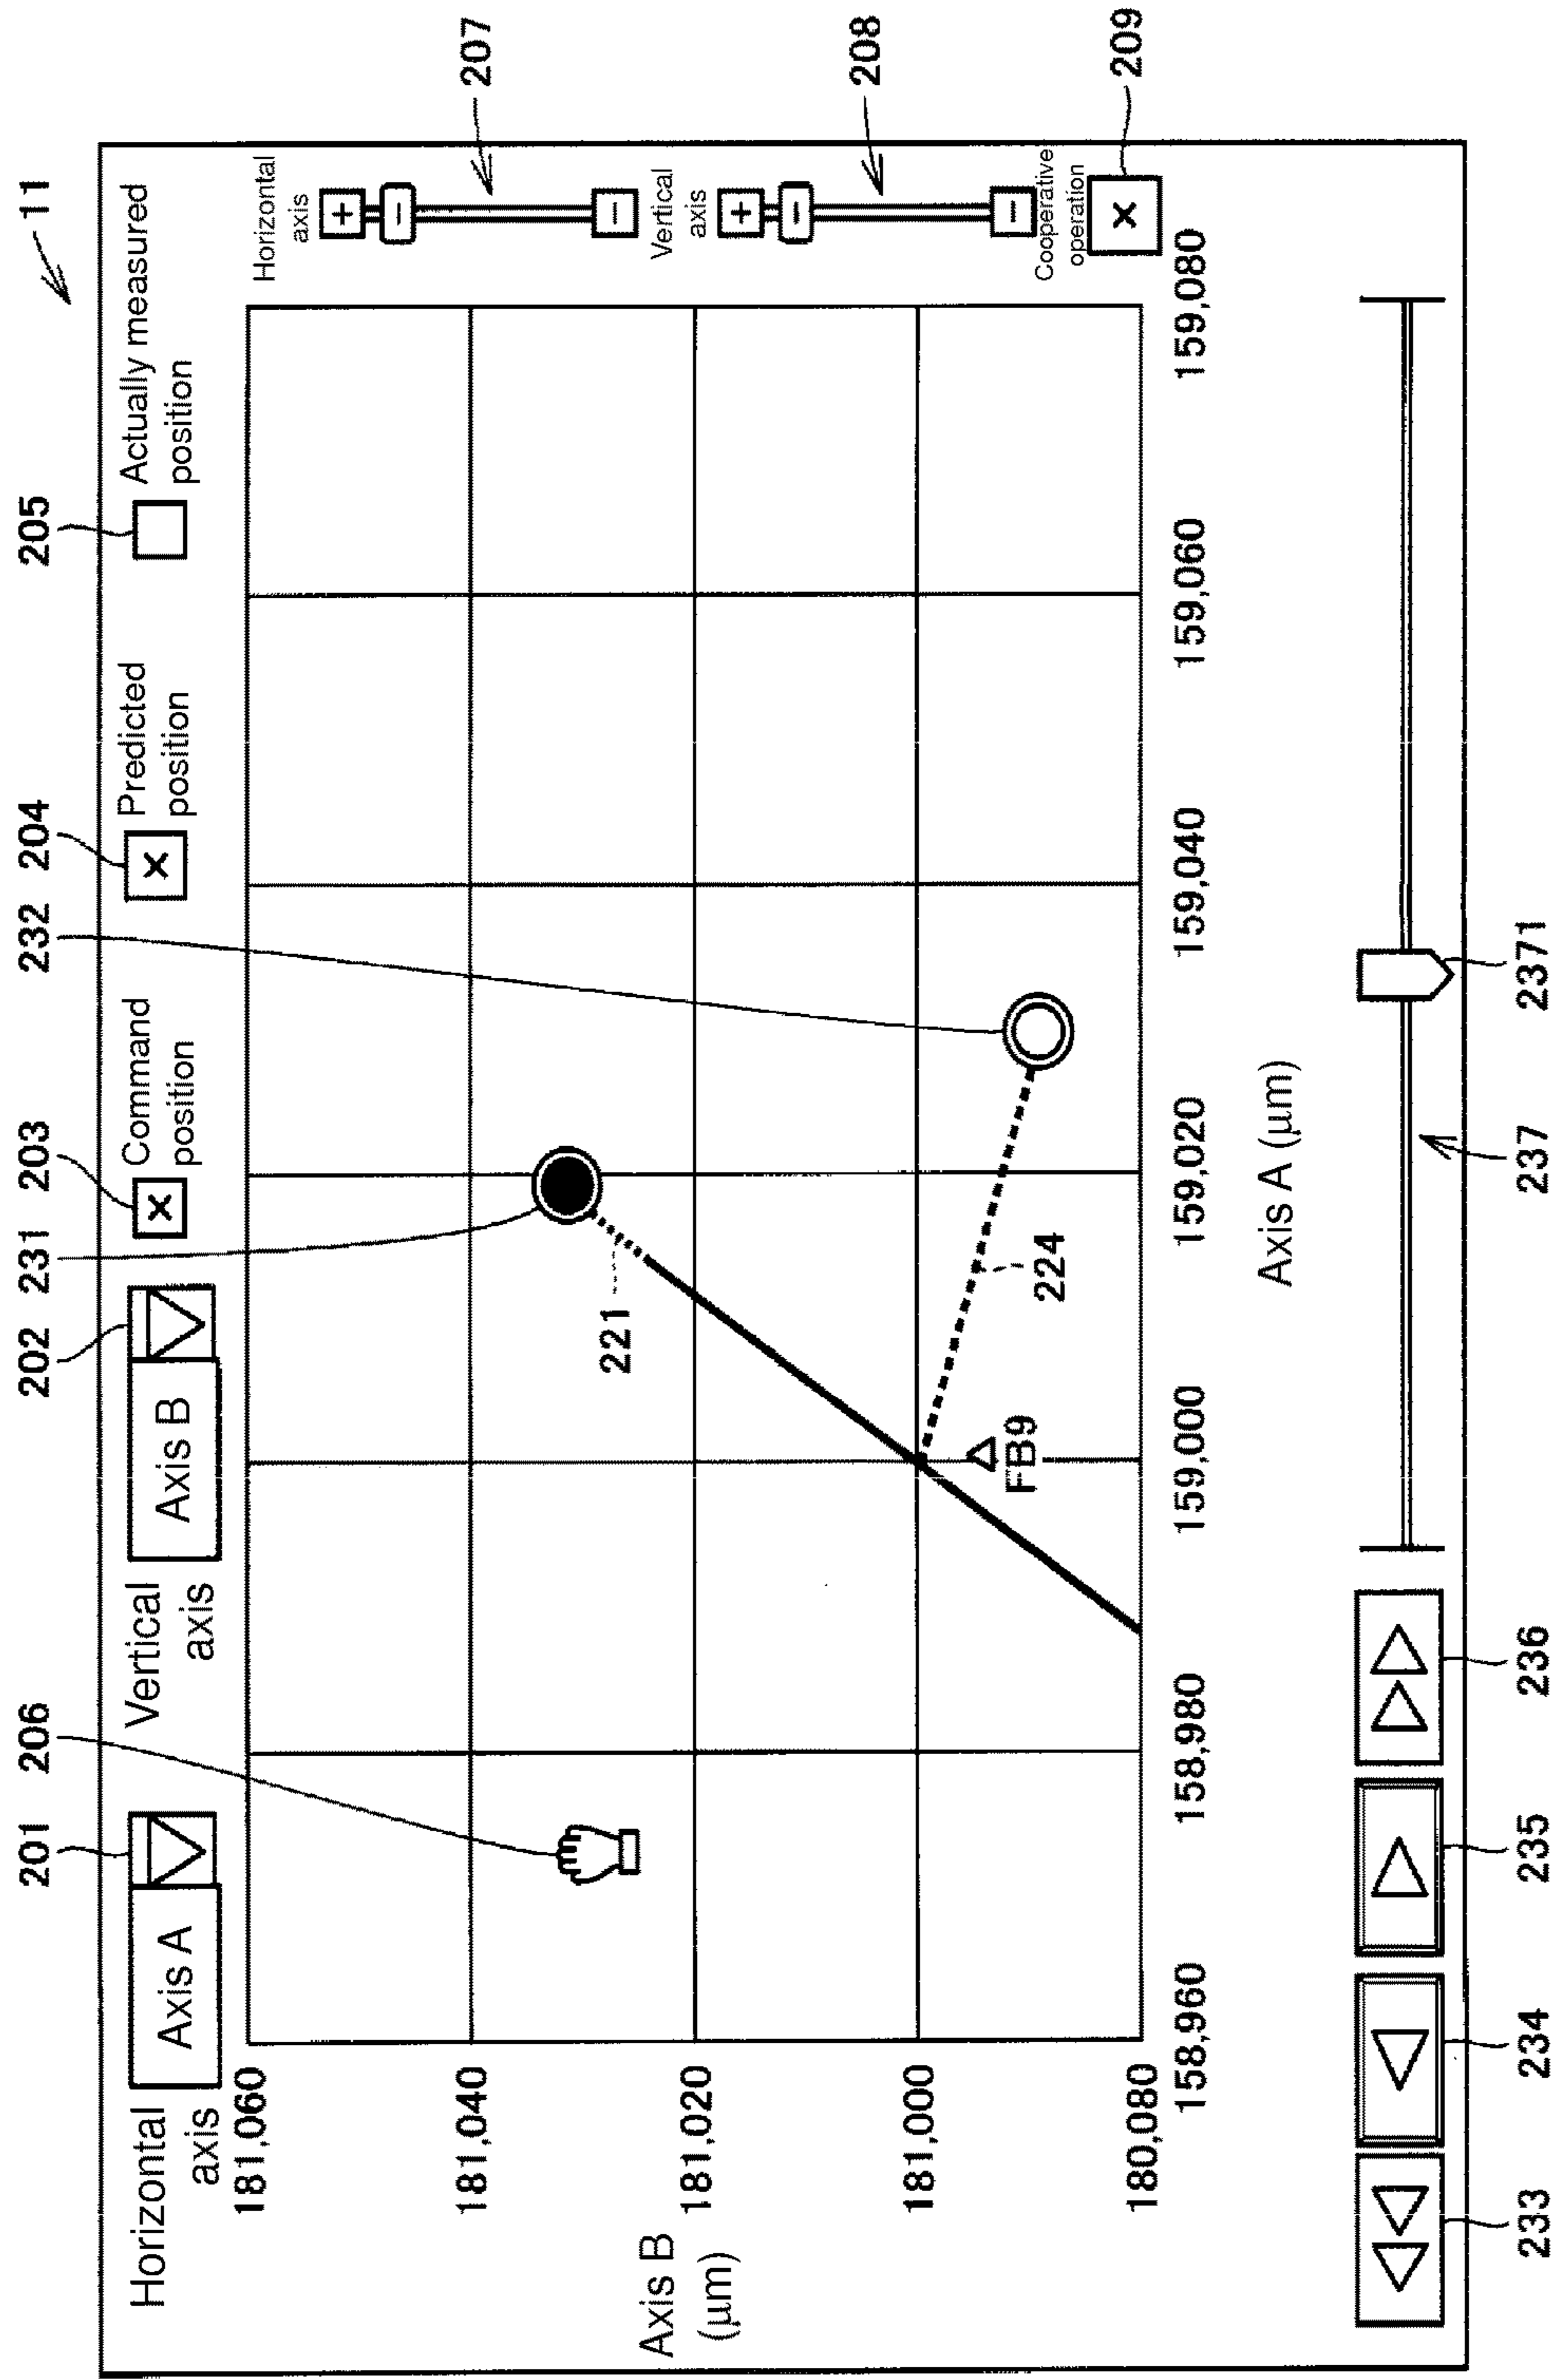 11
201
206
202
231
203
232
204
205
Horizontal
axis
Axis A
Vertical
axis
Axis B
x
Command
position
x
Predicted
position
Actually measured
position
Horizontal
axis
+
−
−
207
Vertical
axis
+
−
−
208
Cooperative
operation
x
209
181,060
181,040
181,020
181,000
180,080
Axis B
(μm)
221
224
FB9
158,960
158,980
159,000
159,020
159,040
159,060
159,080
Axis A (μm)
233
234
235
236
237
2371